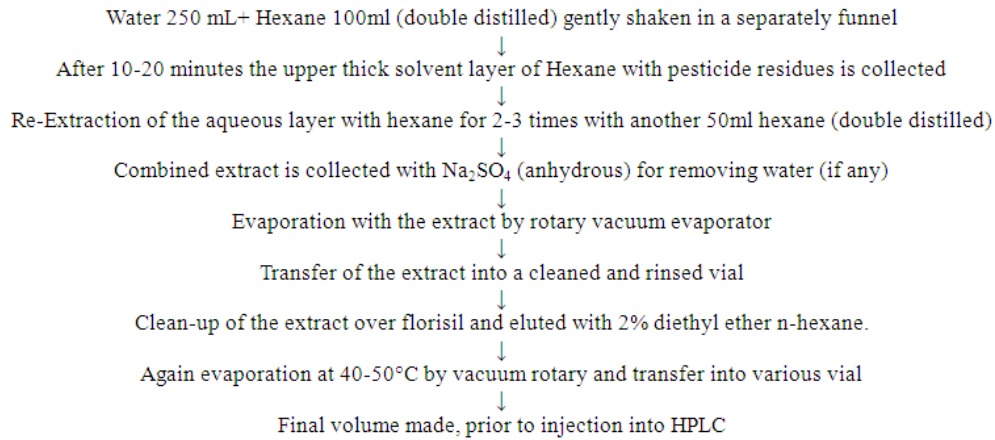 Water 250 mL+ Hexane 100ml (double distilled) gently shaken in a separately funnel
↓
After 10-20 minutes the upper thick solvent layer of Hexane with pesticide residues is collected
↓
Re-Extraction of the aqueous layer with hexane for 2-3 times with another 50ml hexane (double distilled)
↓
Combined extract is collected with Na₂SO₄ (anhydrous) for removing water (if any)
↓
Evaporation with the extract by rotary vacuum evaporator
↓
Transfer of the extract into a cleaned and rinsed vial
↓
Clean-up of the extract over florisil and eluted with 2% diethyl ether n-hexane.
↓
Again evaporation at 40-50°C by vacuum rotary and transfer into various vial
↓
Final volume made, prior to injection into HPLC